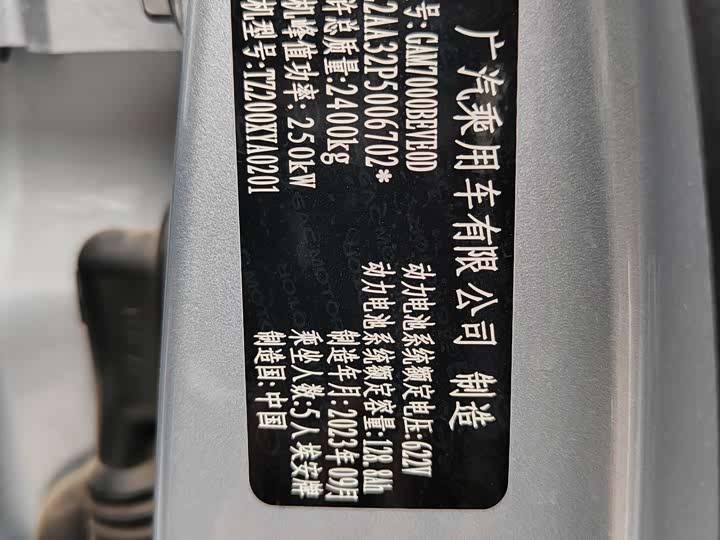 广汽乘用车有限公司 制造
号:GAM7000BEVE0D
2AA32P5006702* 动力电池系统额定电压:622V
许总质量:2400kg 动力电池系统额定容量:128.8Ah
机峰值功率:250kW 制造年月:2023年09月
机型号:TZ200XYA0201 乘坐人数:5人 埃安牌
制造国:中国